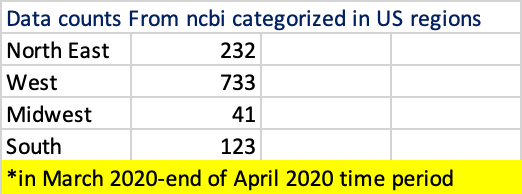 Data counts From ncbi categorized in US regions
North East 232
West 733
Midwest 41
South 123
*in March 2020-end of April 2020 time period